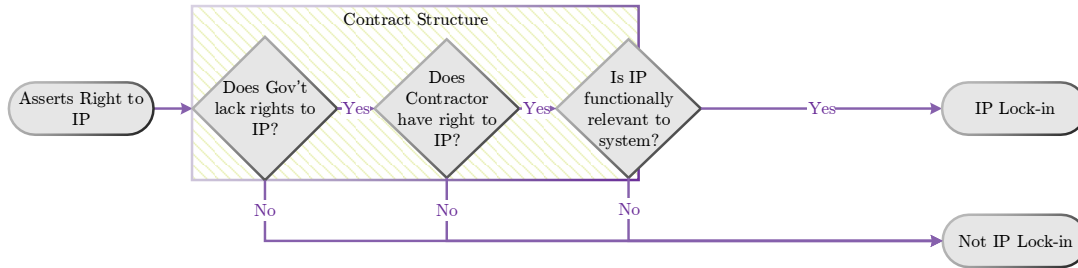 Contract Structure
Asserts Right to
IP
Does Gov't
lack rights to
IP?
Yes
Does
Contractor
have right to
IP?
Yes
Is IP
functionally
relevant to
system?
Yes
IP Lock-in
No
No
No
Not IP Lock-in